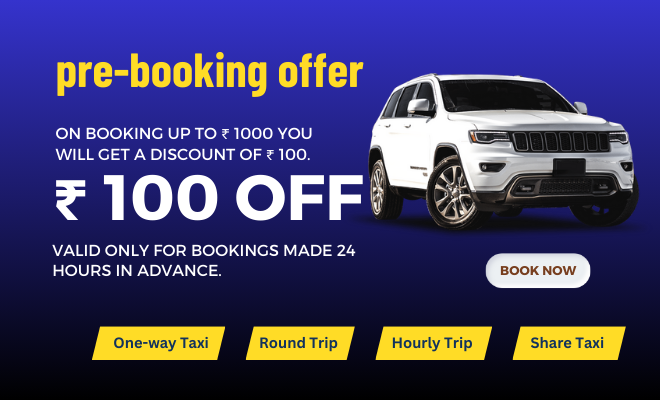 pre-booking offer
ON BOOKING UP TO ₹ 1000 YOU
WILL GET A DISCOUNT OF ₹ 100.
₹ 100 OFF
VALID ONLY FOR BOOKINGS MADE 24
HOURS IN ADVANCE.
BOOK NOW
One-way Taxi
Round Trip
Hourly Trip
Share Taxi